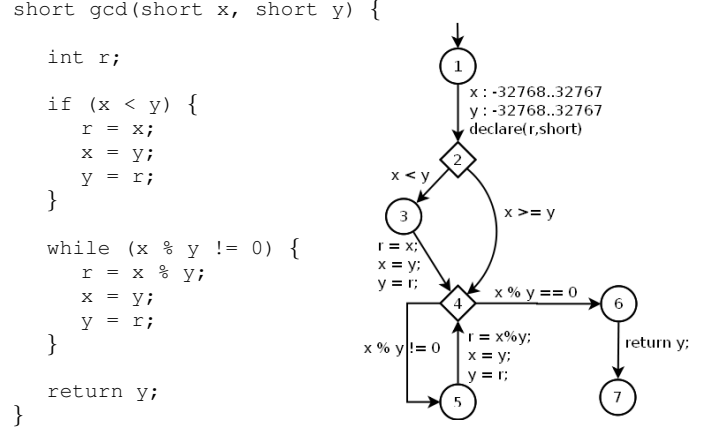 short gcd(short x, short y) {
int r;
if (x < y) {
r = x;
x = y;
y = r;
}
while (x % y != 0) {
r = x % y;
x = y;
y = r;
}
return y;
}
1
x : -32768..32767
y : -32768..32767
declare(r,short)
2
x < y
x >= y
3
r = x;
x = y;
y = r;
4
x % y == 0
6
x % y != 0
r = x%y;
x = y;
y = r;
return y;
5
7